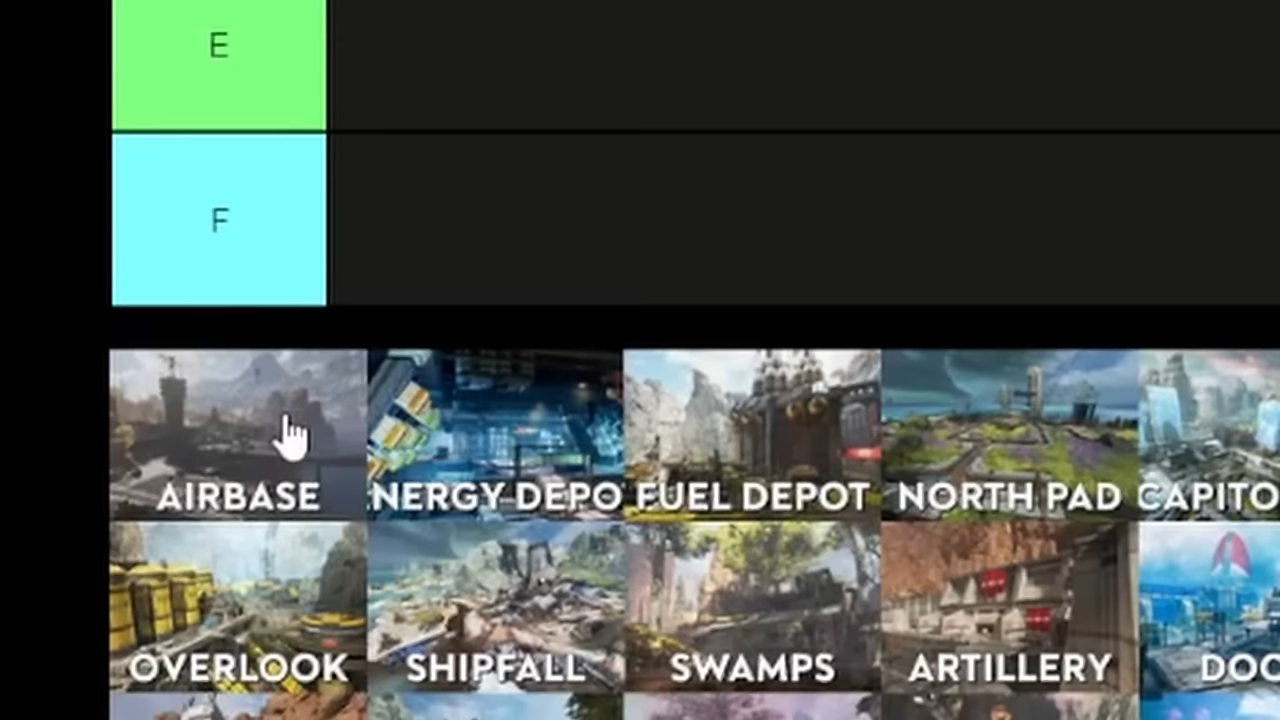 E
F
AIRBASE
NERGY DEPO
FUEL DEPOT
NORTH PAD
CAPITO
OVERLOOK
SHIPFALL
SWAMPS
ARTILLERY
DOC